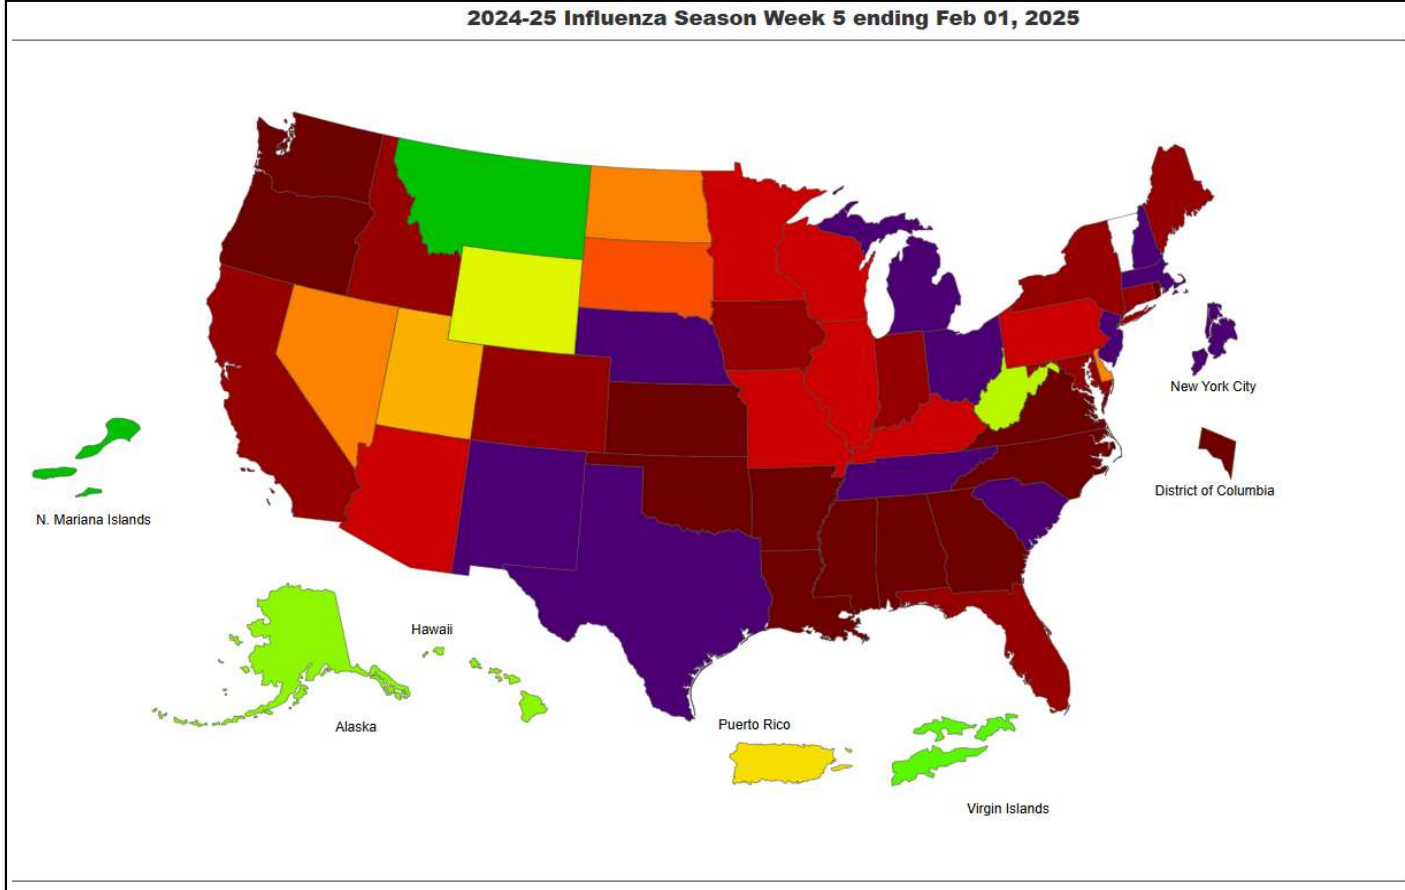 2024-25 Influenza Season Week 5 ending Feb 01, 2025
New York City
District of Columbia
N. Mariana Islands
Hawaii
Alaska
Puerto Rico
Virgin Islands